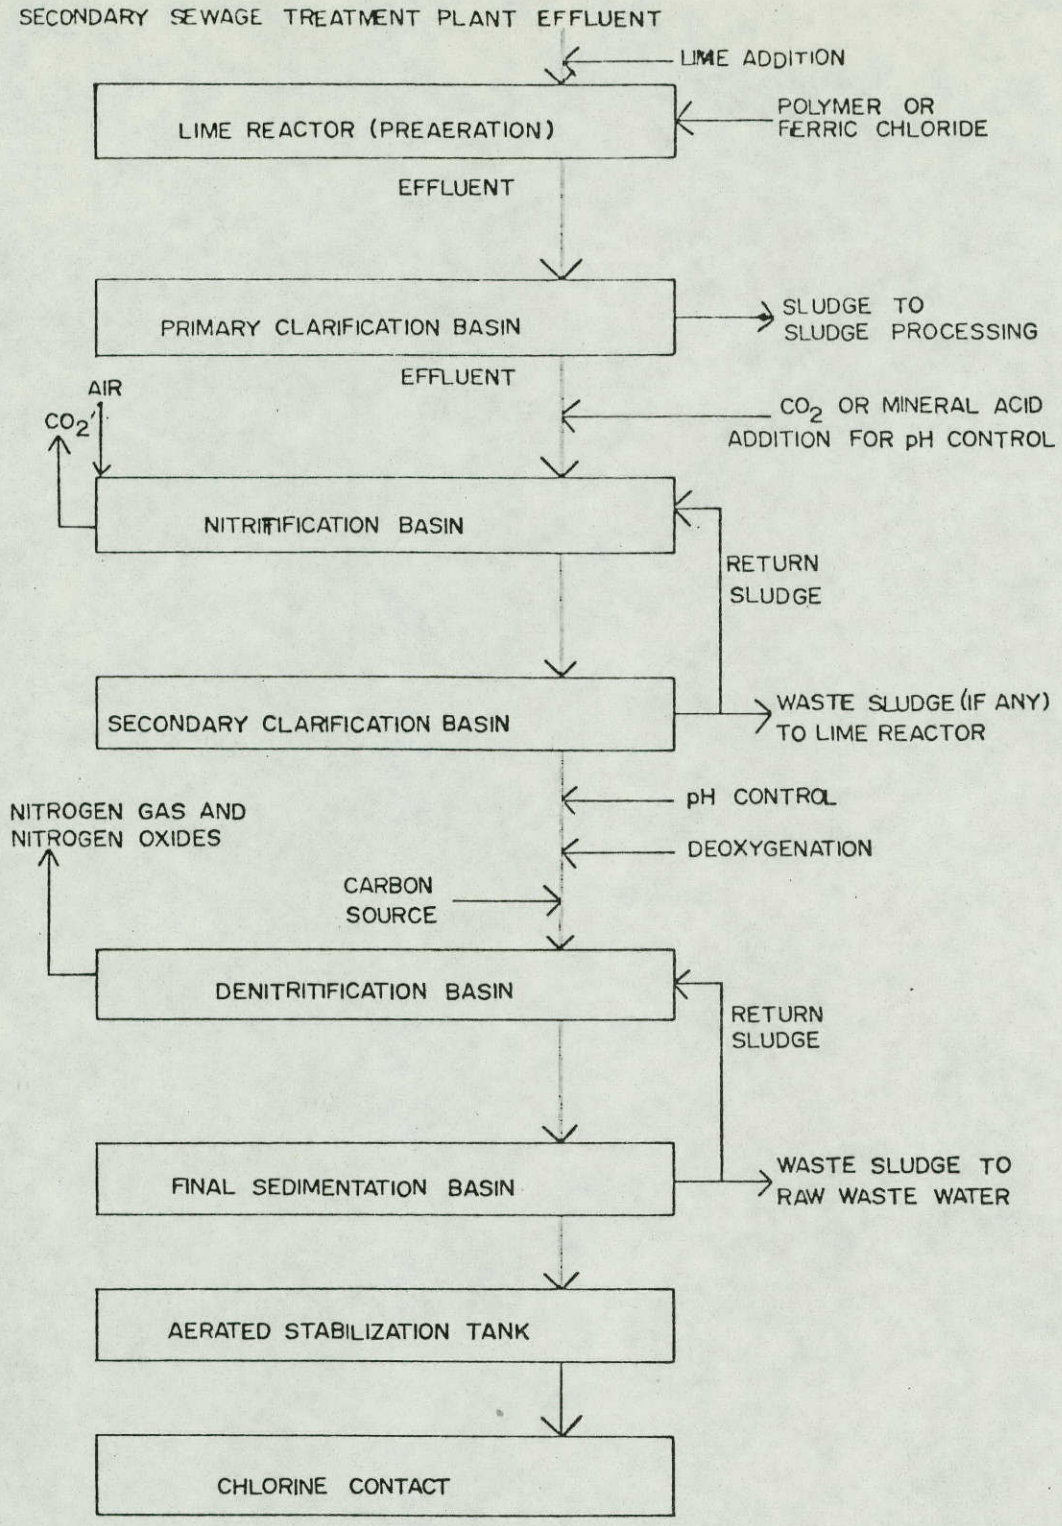 SECONDARY SEWAGE TREATMENT PLANT EFFLUENT
LIME ADDITION
LIME REACTOR (PREAERATION)
POLYMER OR
FERRIC CHLORIDE
EFFLUENT
PRIMARY CLARIFICATION BASIN
SLUDGE TO
SLUDGE PROCESSING
EFFLUENT
AIR
CO2
CO2 OR MINERAL ACID
ADDITION FOR pH CONTROL
NITRITIFICATION BASIN
RETURN
SLUDGE
SECONDARY CLARIFICATION BASIN
WASTE SLUDGE (IF ANY)
TO LIME REACTOR
pH CONTROL
NITROGEN GAS AND
NITROGEN OXIDES
DEOXYGENATION
CARBON
SOURCE
DENITRITIFICATION BASIN
RETURN
SLUDGE
FINAL SEDIMENTATION BASIN
WASTE SLUDGE TO
RAW WASTE WATER
AERATED STABILIZATION TANK
CHLORINE CONTACT